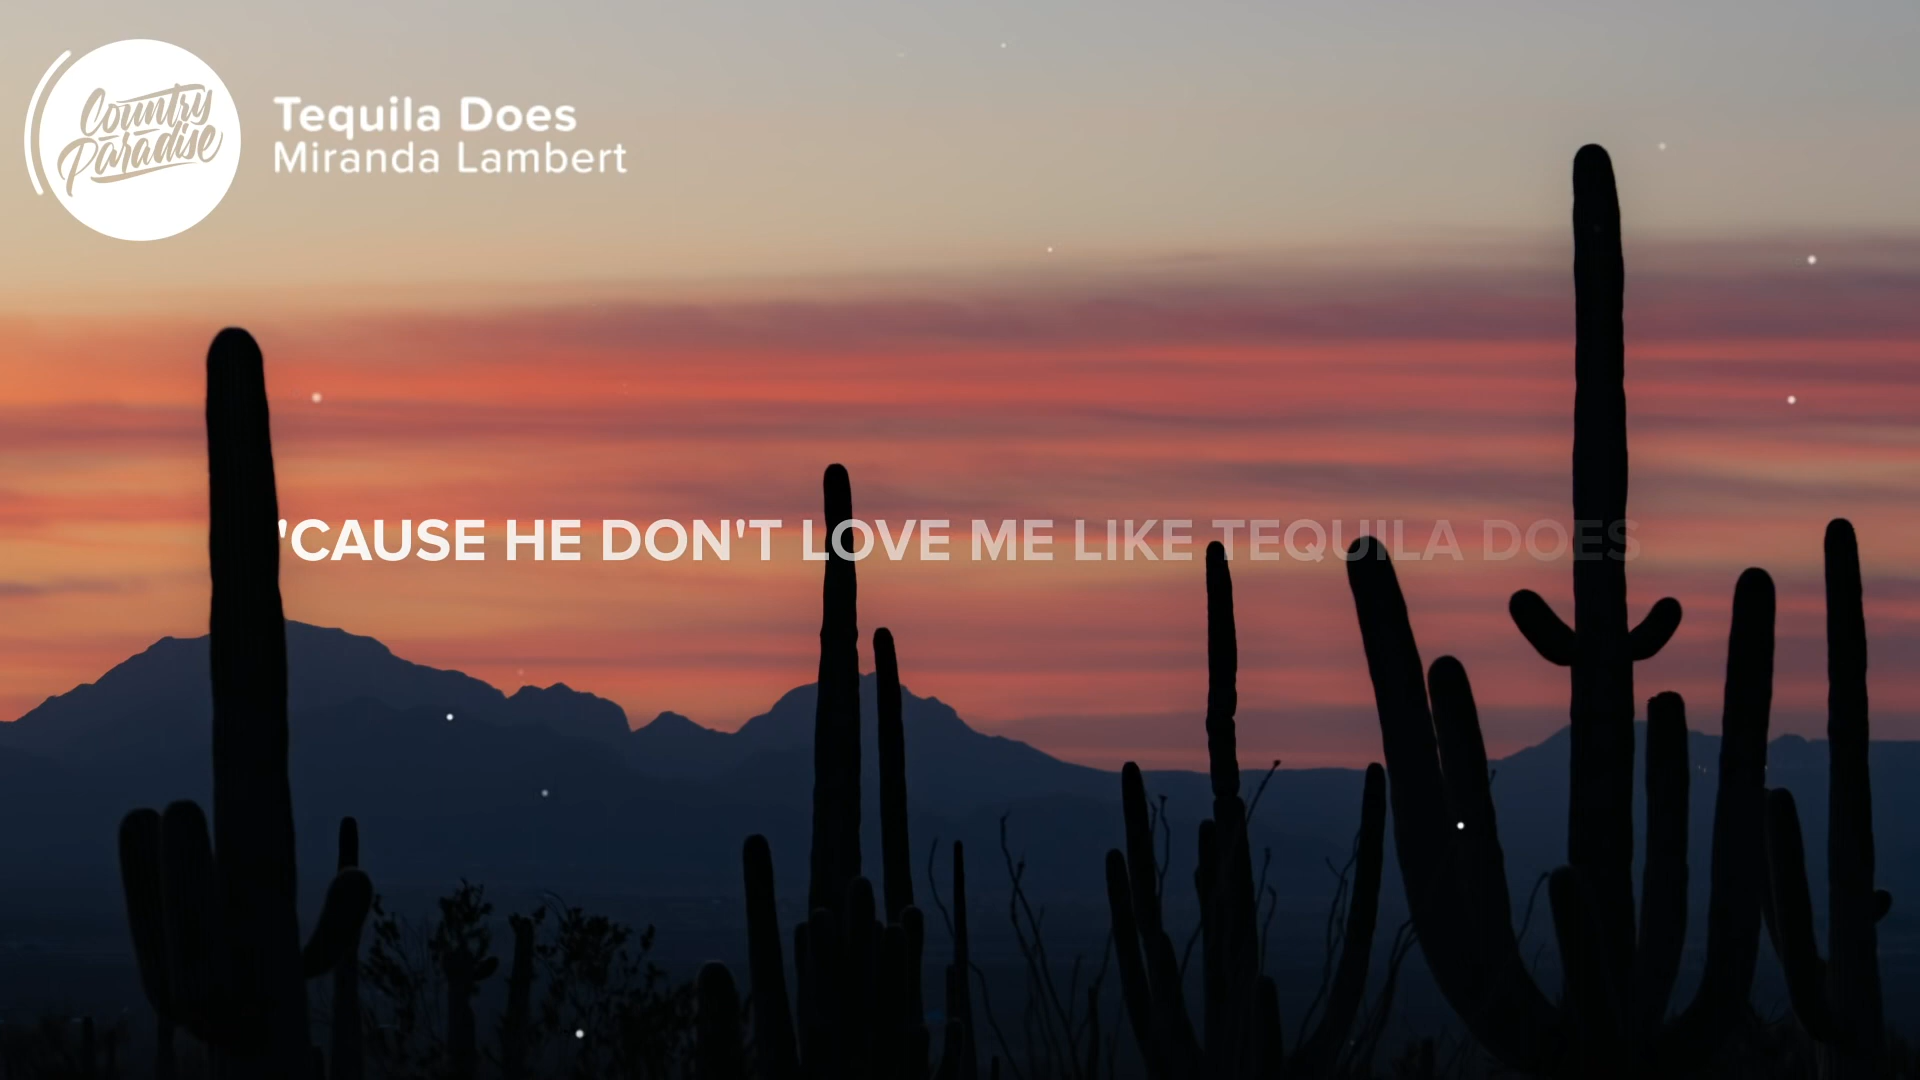 Country
Paradise
Tequila Does
Miranda Lambert
'CAUSE HE DON'T LOVE ME LIKE TEQUILA DOES